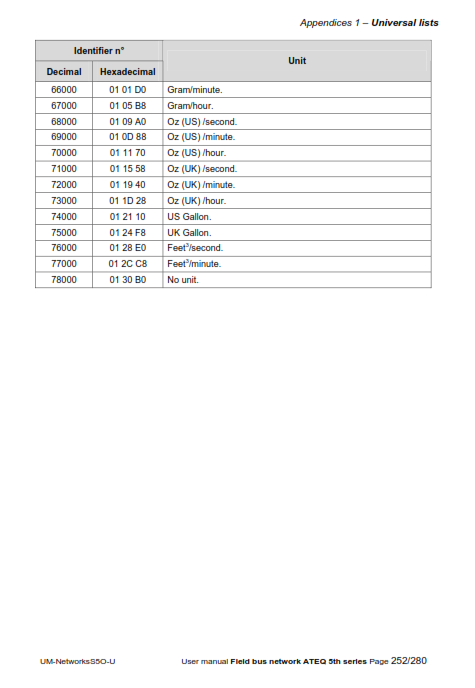 Appendices 1 – Universal lists
Identifier n° Unit
Decimal Hexadecimal
66000 01 01 D0 Gram/minute.
67000 01 05 B8 Gram/hour.
68000 01 09 A0 Oz (US) /second.
69000 01 0D 88 Oz (US) /minute.
70000 01 11 70 Oz (US) /hour.
71000 01 15 58 Oz (UK) /second.
72000 01 19 40 Oz (UK) /minute.
73000 01 1D 28 Oz (UK) /hour.
74000 01 21 10 US Gallon.
75000 01 24 F8 UK Gallon.
76000 01 28 E0 Feet³/second.
77000 01 2C C8 Feet³/minute.
78000 01 30 B0 No unit.
UM-NetworksS5O-U User manual Field bus network ATEQ 5th series Page 252/280